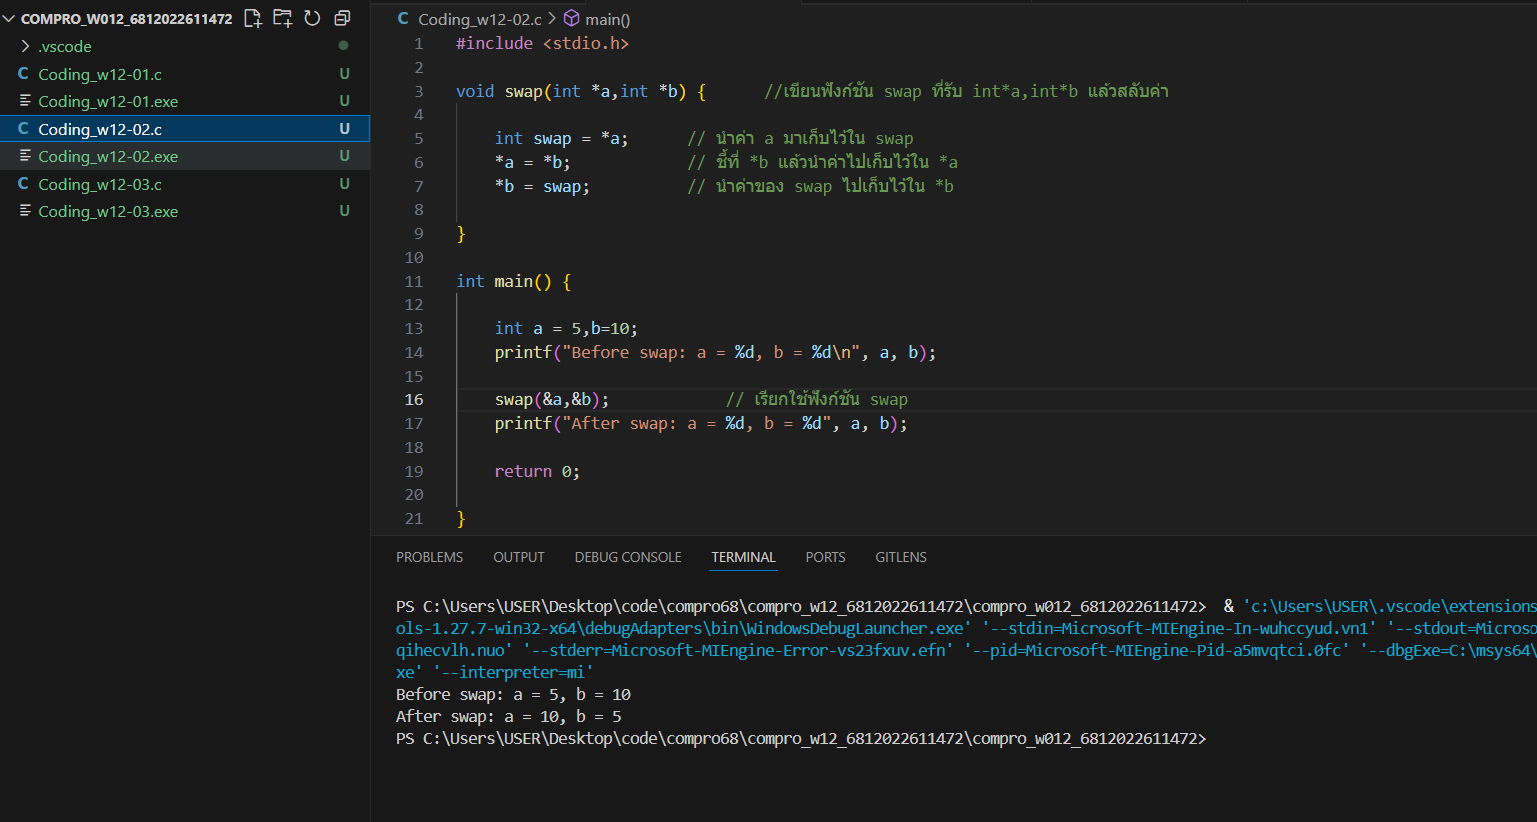 COMPRO_W012_6812022611472
.vscode
Coding_w12-01.c U
Coding_w12-01.exe U
Coding_w12-02.c U
Coding_w12-02.exe U
Coding_w12-03.c U
Coding_w12-03.exe U
C Coding_w12-02.c > main()
1 #include <stdio.h>
2
3 void swap(int *a,int *b) { //เขียนฟังก์ชัน swap ที่รับ int*a,int*b แล้วสลับค่า
4
5 int swap = *a; // นำค่า a มาเก็บไว้ใน swap
6 *a = *b; // ชี้ที่ *b แล้วนำค่าไปเก็บไว้ใน *a
7 *b = swap; // นำค่าของ swap ไปเก็บไว้ใน *b
8
9 }
10
11 int main() {
12
13 int a = 5,b=10;
14 printf("Before swap: a = %d, b = %d\n", a, b);
15
16 swap(&a,&b); // เรียกใช้ฟังก์ชัน swap
17 printf("After swap: a = %d, b = %d", a, b);
18
19 return 0;
20
21 }
PROBLEMS OUTPUT DEBUG CONSOLE TERMINAL PORTS GITLENS
PS C:\Users\USER\Desktop\code\compro68\compro_w12_6812022611472\compro_w012_6812022611472> & 'c:\Users\USER\.vscode\extensions
ols-1.27.7-win32-x64\debugAdapters\bin\WindowsDebugLauncher.exe' '--stdin=Microsoft-MIEngine-In-wuhccyud.vn1' '--stdout=Microso
qihecvlh.nuo' '--stderr=Microsoft-MIEngine-Error-vs23fxuv.efn' '--pid=Microsoft-MIEngine-Pid-a5mvqtci.0fc' '--dbgExe=C:\msys64\
xe' '--interpreter=mi'
Before swap: a = 5, b = 10
After swap: a = 10, b = 5
PS C:\Users\USER\Desktop\code\compro68\compro_w12_6812022611472\compro_w012_6812022611472>